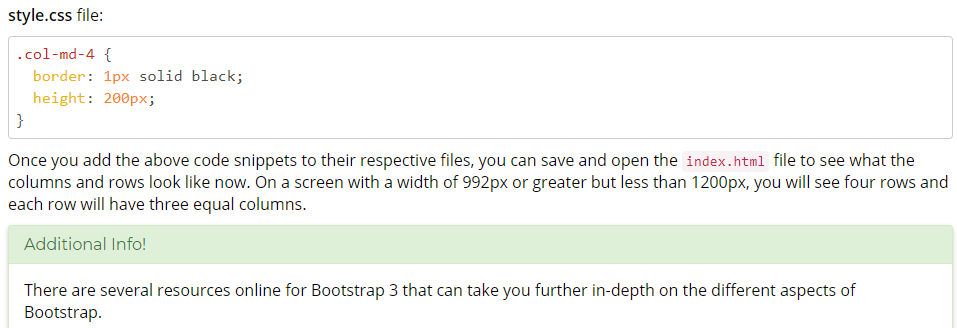 style.css file:
.col-md-4 {
  border: 1px solid black;
  height: 200px;
}
Once you add the above code snippets to their respective files, you can save and open the index.html file to see what the
columns and rows look like now. On a screen with a width of 992px or greater but less than 1200px, you will see four rows and
each row will have three equal columns.
Additional Info!
There are several resources online for Bootstrap 3 that can take you further in-depth on the different aspects of
Bootstrap.